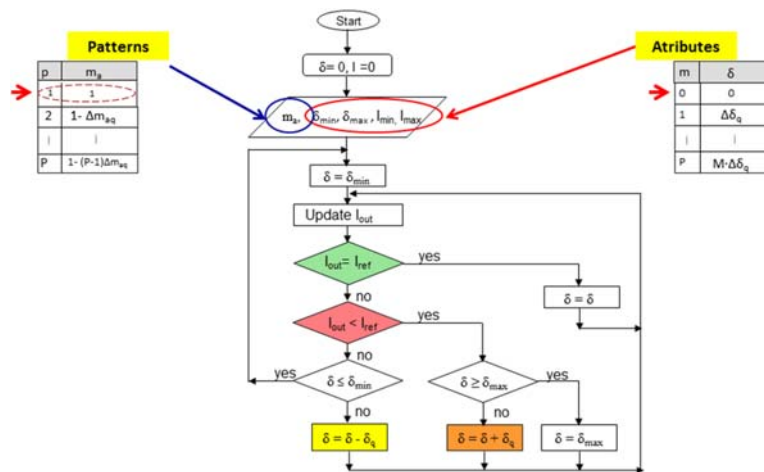 Start
Patterns
Atributes
δ= 0, I =0
p mₐ
1 1
2 1- Δmₐq
| |
P 1- (P-1)Δmₐq
mₐ, δmin, δmax , Imin, Imax
m δ
0 0
1 Δδq
| |
P M·Δδq
δ = δmin
Update Iout
Iout= Iref
yes
no
δ = δ
Iout < Iref
yes
no
yes
δ ≤ δmin
no
δ ≥ δmax
yes
no
δ = δ - δq
δ = δ + δq
δ = δmax